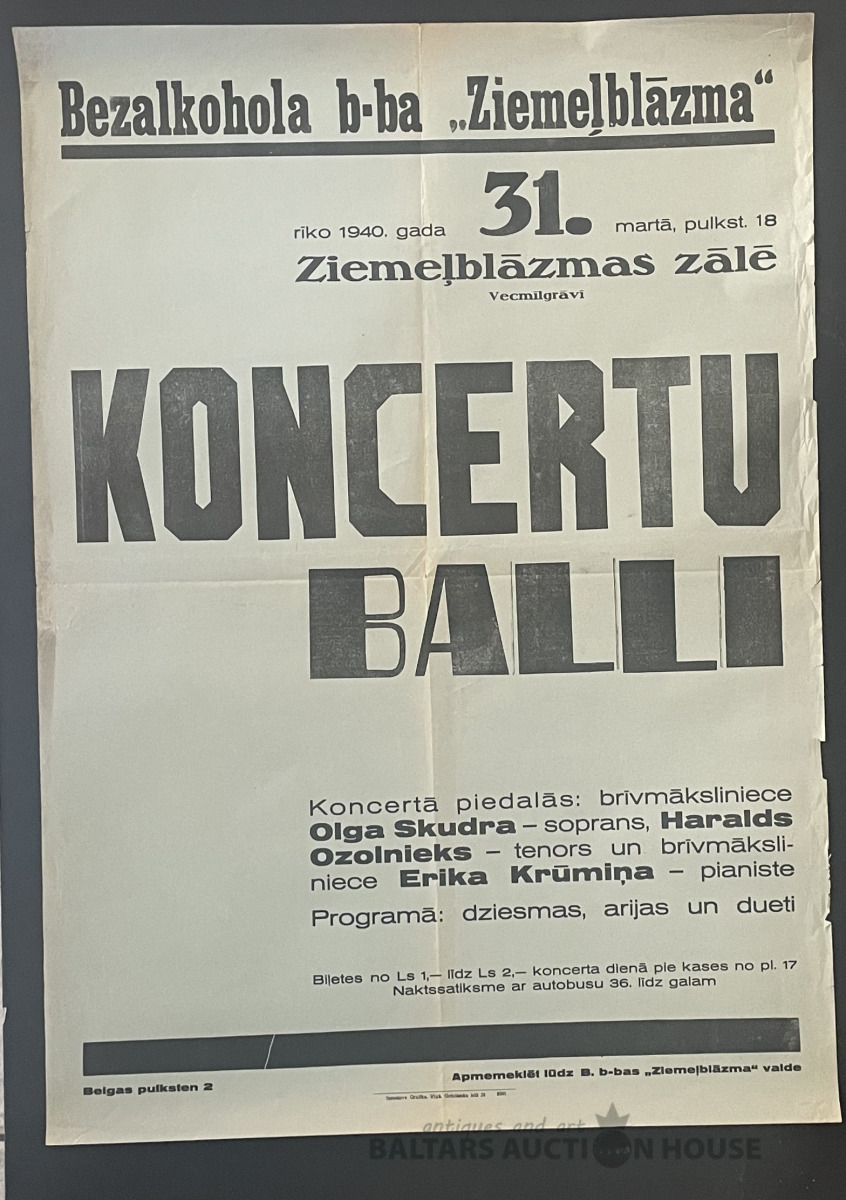 Bezalkohola b-ba „Ziemeļblāzma“
rīko 1940. gada 31. martā, pulkst. 18
Ziemeļblāzmas zālē
Vecmīlgrāvī
KONCERTU
BALLI
Koncertā piedalās: brīvmāksliniece
Olga Skudra – soprans, Haralds
Ozolnieks – tenors un brīvmāksli-
niece Erika Krūmiņa – pianiste
Programā: dziesmas, arijas un dueti
Biļetes no Ls 1,– līdz Ls 2,– koncerta dienā pie kases no pl. 17
Naktssatiksme ar autobusu 36. līdz galam
Beigas pulksten 2
Apmemeklēt lūdz B. b-bas „Ziemeļblāzma“ valde
antiques and art
BALTARS AUCTION HOUSE